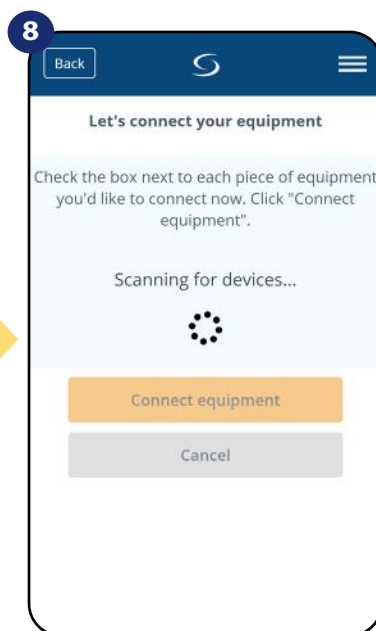 8
Back
Let's connect your equipment
Check the box next to each piece of equipment
you'd like to connect now. Click "Connect
equipment".
Scanning for devices...
Connect equipment
Cancel